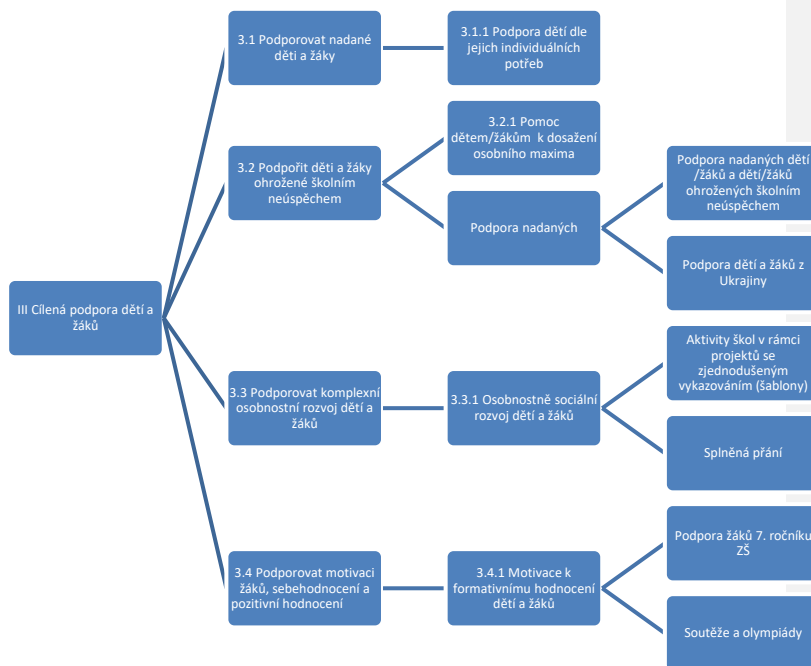 3.1 Podporovat nadané
děti a žáky
3.1.1 Podpora dětí dle
jejich individuálních
potřeb
3.2.1 Pomoc
dětem/žákům k dosažení
osobního maxima
3.2 Podpořit děti a žáky
ohrožené školním
neúspěchem
Podpora nadaných dětí
/žáků a dětí/žáků
ohrožených školním
neúspěchem
Podpora nadaných
Podpora dětí a žáků z
Ukrajiny
III Cílená podpora dětí a
žáků
Aktivity škol v rámci
projektů se
zjednodušeným
vykazováním (šablony)
3.3 Podporovat komplexní
osobnostní rozvoj dětí a
žáků
3.3.1 Osobnostně sociální
rozvoj dětí a žáků
Splněná přání
Podpora žáků 7. ročníku
ZŠ
3.4 Podporovat motivaci
žáků, sebehodnocení a
pozitivní hodnocení
3.4.1 Motivace k
formativnímu hodnocení
dětí a žáků
Soutěže a olympiády